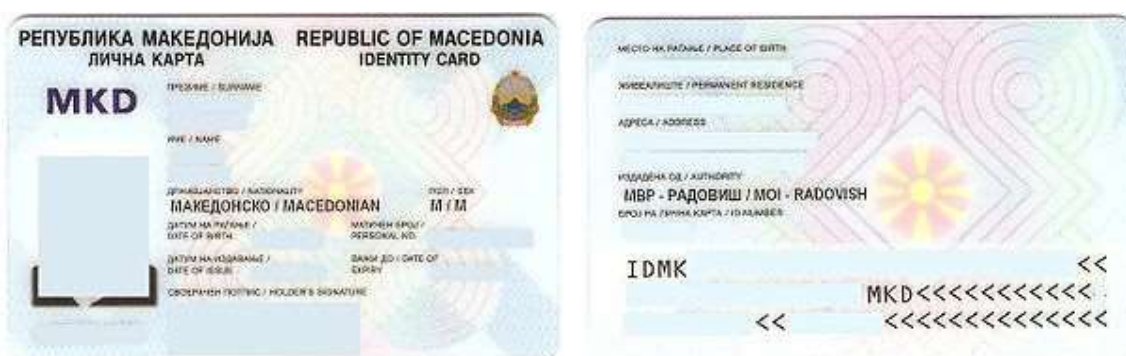 РЕПУБЛИКА МАКЕДОНИЈА REPUBLIC OF MACEDONIA
ЛИЧНА КАРТА IDENTITY CARD
MKD
ПРЕЗИМЕ / SURNAME
ИМЕ / NAME
ДРЖАВЈАНСТВО / NATIONALITY ПОЛ / SEX
МАКЕДОНСКО / MACEDONIAN М / M
ДАТУМ НА РАЃАЊЕ / МАТИЧЕН БРОЈ /
DATE OF BIRTH PERSONAL NO.
ДАТУМ НА ИЗДАВАЊЕ / ВАЖИ ДО / DATE OF
DATE OF ISSUE EXPIRY
СВОЕРАЧЕН ПОТПИС / HOLDER'S SIGNATURE
МЕСТО НА РАЃАЊЕ / PLACE OF BIRTH
ЖИВЕАЛИШТЕ / PERMANENT RESIDENCE
АДРЕСА / ADDRESS
ИЗДАДЕНА ОД / AUTHORITY
МВР - РАДОВИШ / MOI - RADOVISH
БРОЈ НА ЛИЧНА КАРТА / ID NUMBER
IDMK <<
MKD<<<<<<<<<<<<
<< <<<<<<<<<<<<<<<